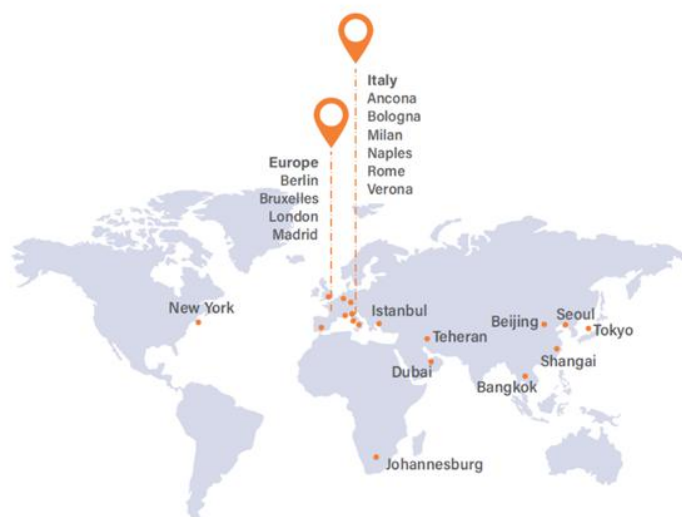 Italy
Ancona
Bologna
Milan
Naples
Rome
Verona
Europe
Berlin
Bruxelles
London
Madrid
New York
Istanbul
Teheran
Dubai
Beijing
Seoul
Tokyo
Shangai
Bangkok
Johannesburg